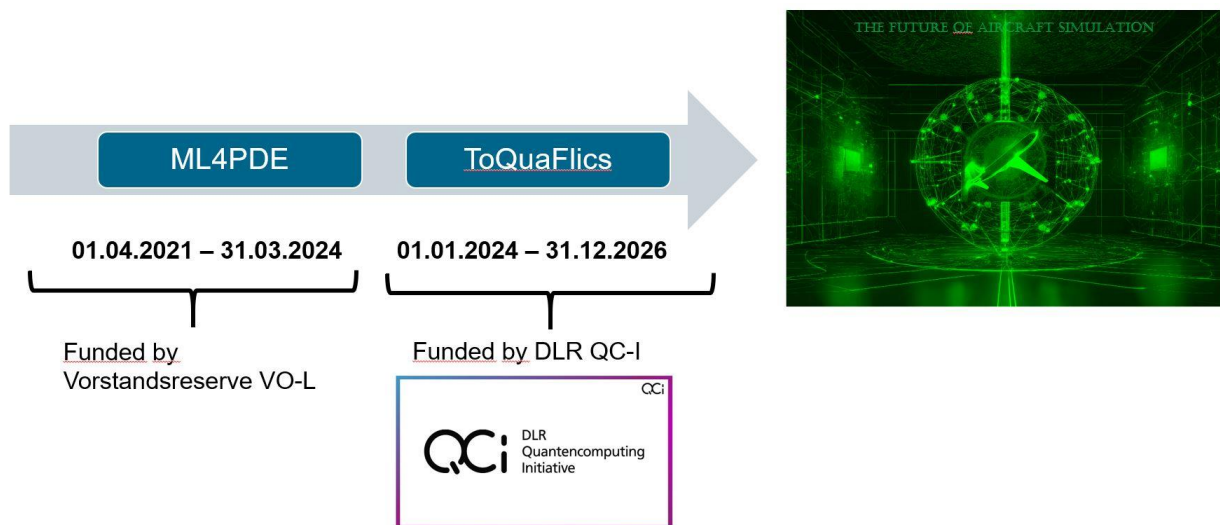 THE FUTURE OF AIRCRAFT SIMULATION
ML4PDE
ToQuaFlics
01.04.2021 – 31.03.2024
01.01.2024 – 31.12.2026
Funded by
Vorstandsreserve VO-L
Funded by DLR QC-I
QCi
QCi
DLR
Quantencomputing
Initiative